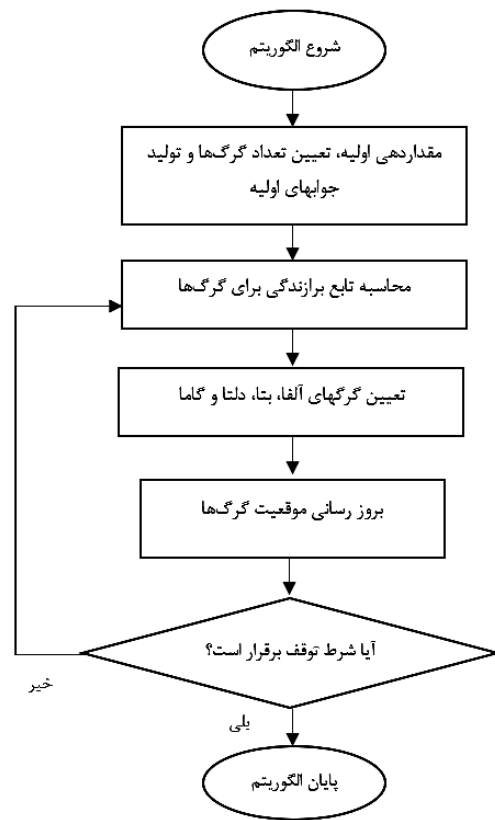 شروع الگوریتم
مقداردهی اولیه، تعیین تعداد گرگ‌ها و تولید
جوابهای اولیه
محاسبه تابع برازندگی برای گرگ‌ها
تعیین گرگهای آلفا، بتا، دلتا و گاما
بروز رسانی موقعیت گرگ‌ها
آیا شرط توقف برقرار است؟
خیر
بلی
پایان الگوریتم